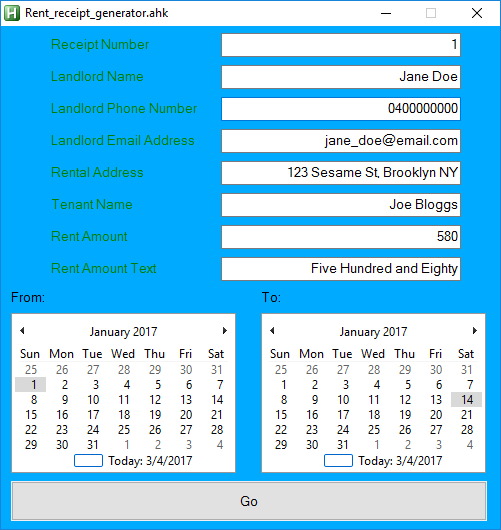 Rent_receipt_generator.ahk
Receipt Number 1
Landlord Name Jane Doe
Landlord Phone Number 0400000000
Landlord Email Address jane_doe@email.com
Rental Address 123 Sesame St, Brooklyn NY
Tenant Name Joe Bloggs
Rent Amount 580
Rent Amount Text Five Hundred and Eighty
From: To:
January 2017 January 2017
Sun Mon Tue Wed Thu Fri Sat Sun Mon Tue Wed Thu Fri Sat
25 26 27 28 29 30 31 25 26 27 28 29 30 31
1 2 3 4 5 6 7 1 2 3 4 5 6 7
8 9 10 11 12 13 14 8 9 10 11 12 13 14
15 16 17 18 19 20 21 15 16 17 18 19 20 21
22 23 24 25 26 27 28 22 23 24 25 26 27 28
29 30 31 1 2 3 4 29 30 31 1 2 3 4
Today: 3/4/2017 Today: 3/4/2017
Go